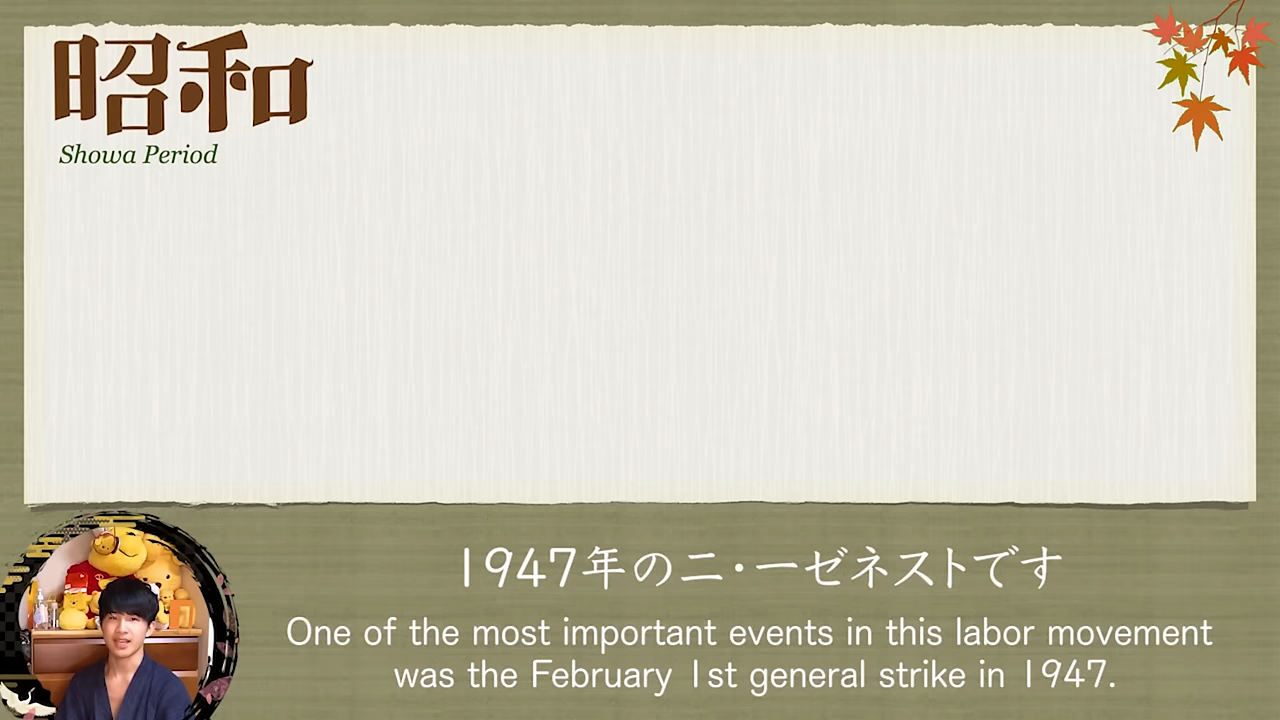 昭和
Showa Period
1947年の二・一ゼネストです
One of the most important events in this labor movement
was the February 1st general strike in 1947.